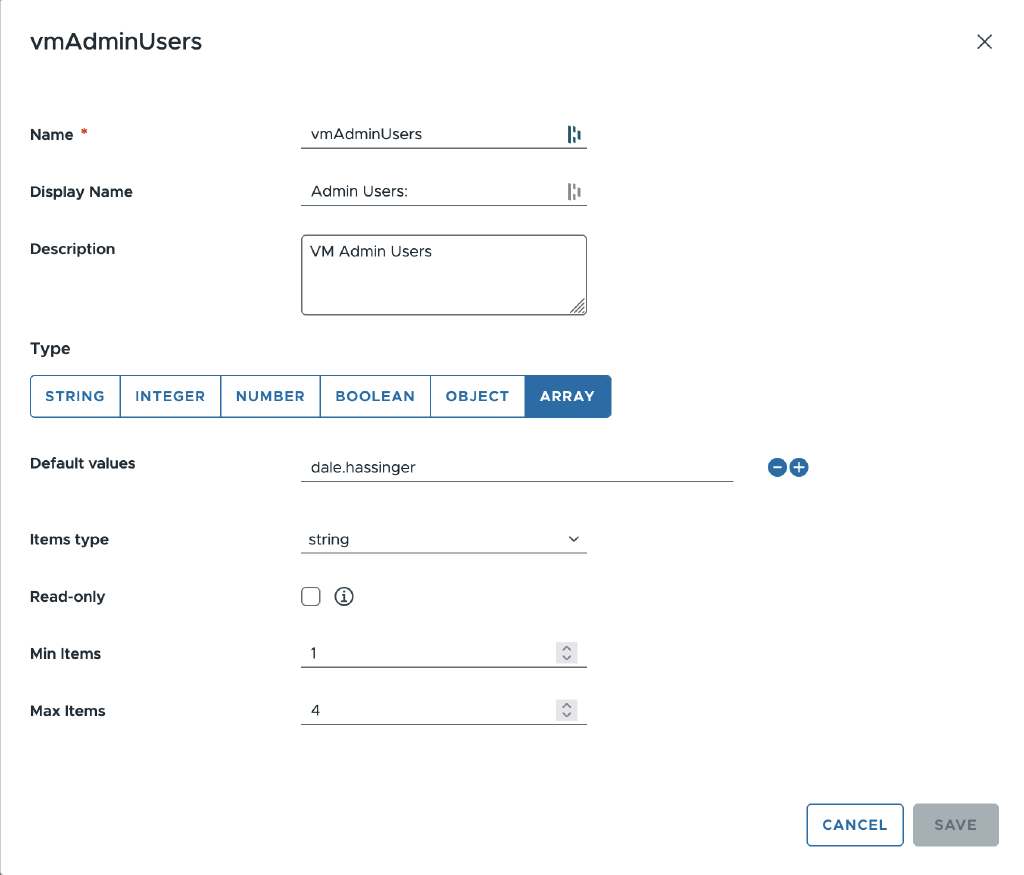 vmAdminUsers
Name * vmAdminUsers
Display Name Admin Users:
Description VM Admin Users
Type
STRING INTEGER NUMBER BOOLEAN OBJECT ARRAY
Default values dale.hassinger
Items type string
Read-only
Min Items 1
Max Items 4
CANCEL SAVE